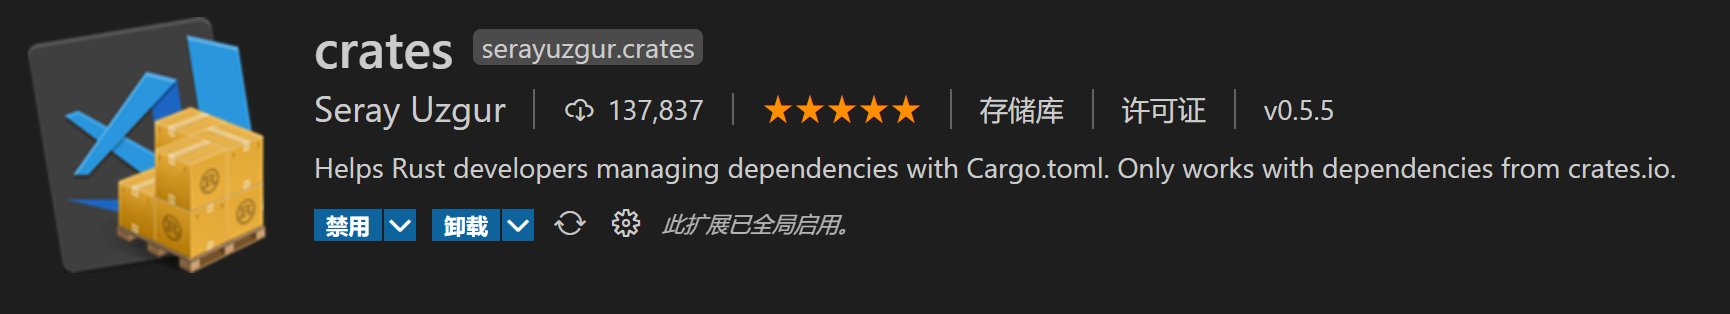 crates serayuzgur.crates
Seray Uzgur 137,837 存储库 许可证 v0.5.5
Helps Rust developers managing dependencies with Cargo.toml. Only works with dependencies from crates.io.
禁用 卸载 此扩展已全局启用。